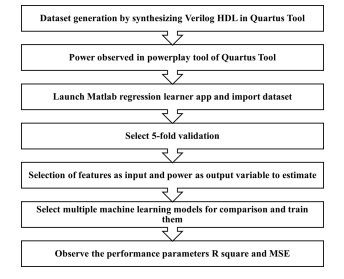 Dataset generation by synthesizing Verilog HDL in Quartus Tool
Power observed in powerplay tool of Quartus Tool
Launch Matlab regression learner app and import dataset
Select 5-fold validation
Selection of features as input and power as output variable to estimate
Select multiple machine learning models for comparison and train
them
Observe the performance parameters R square and MSE